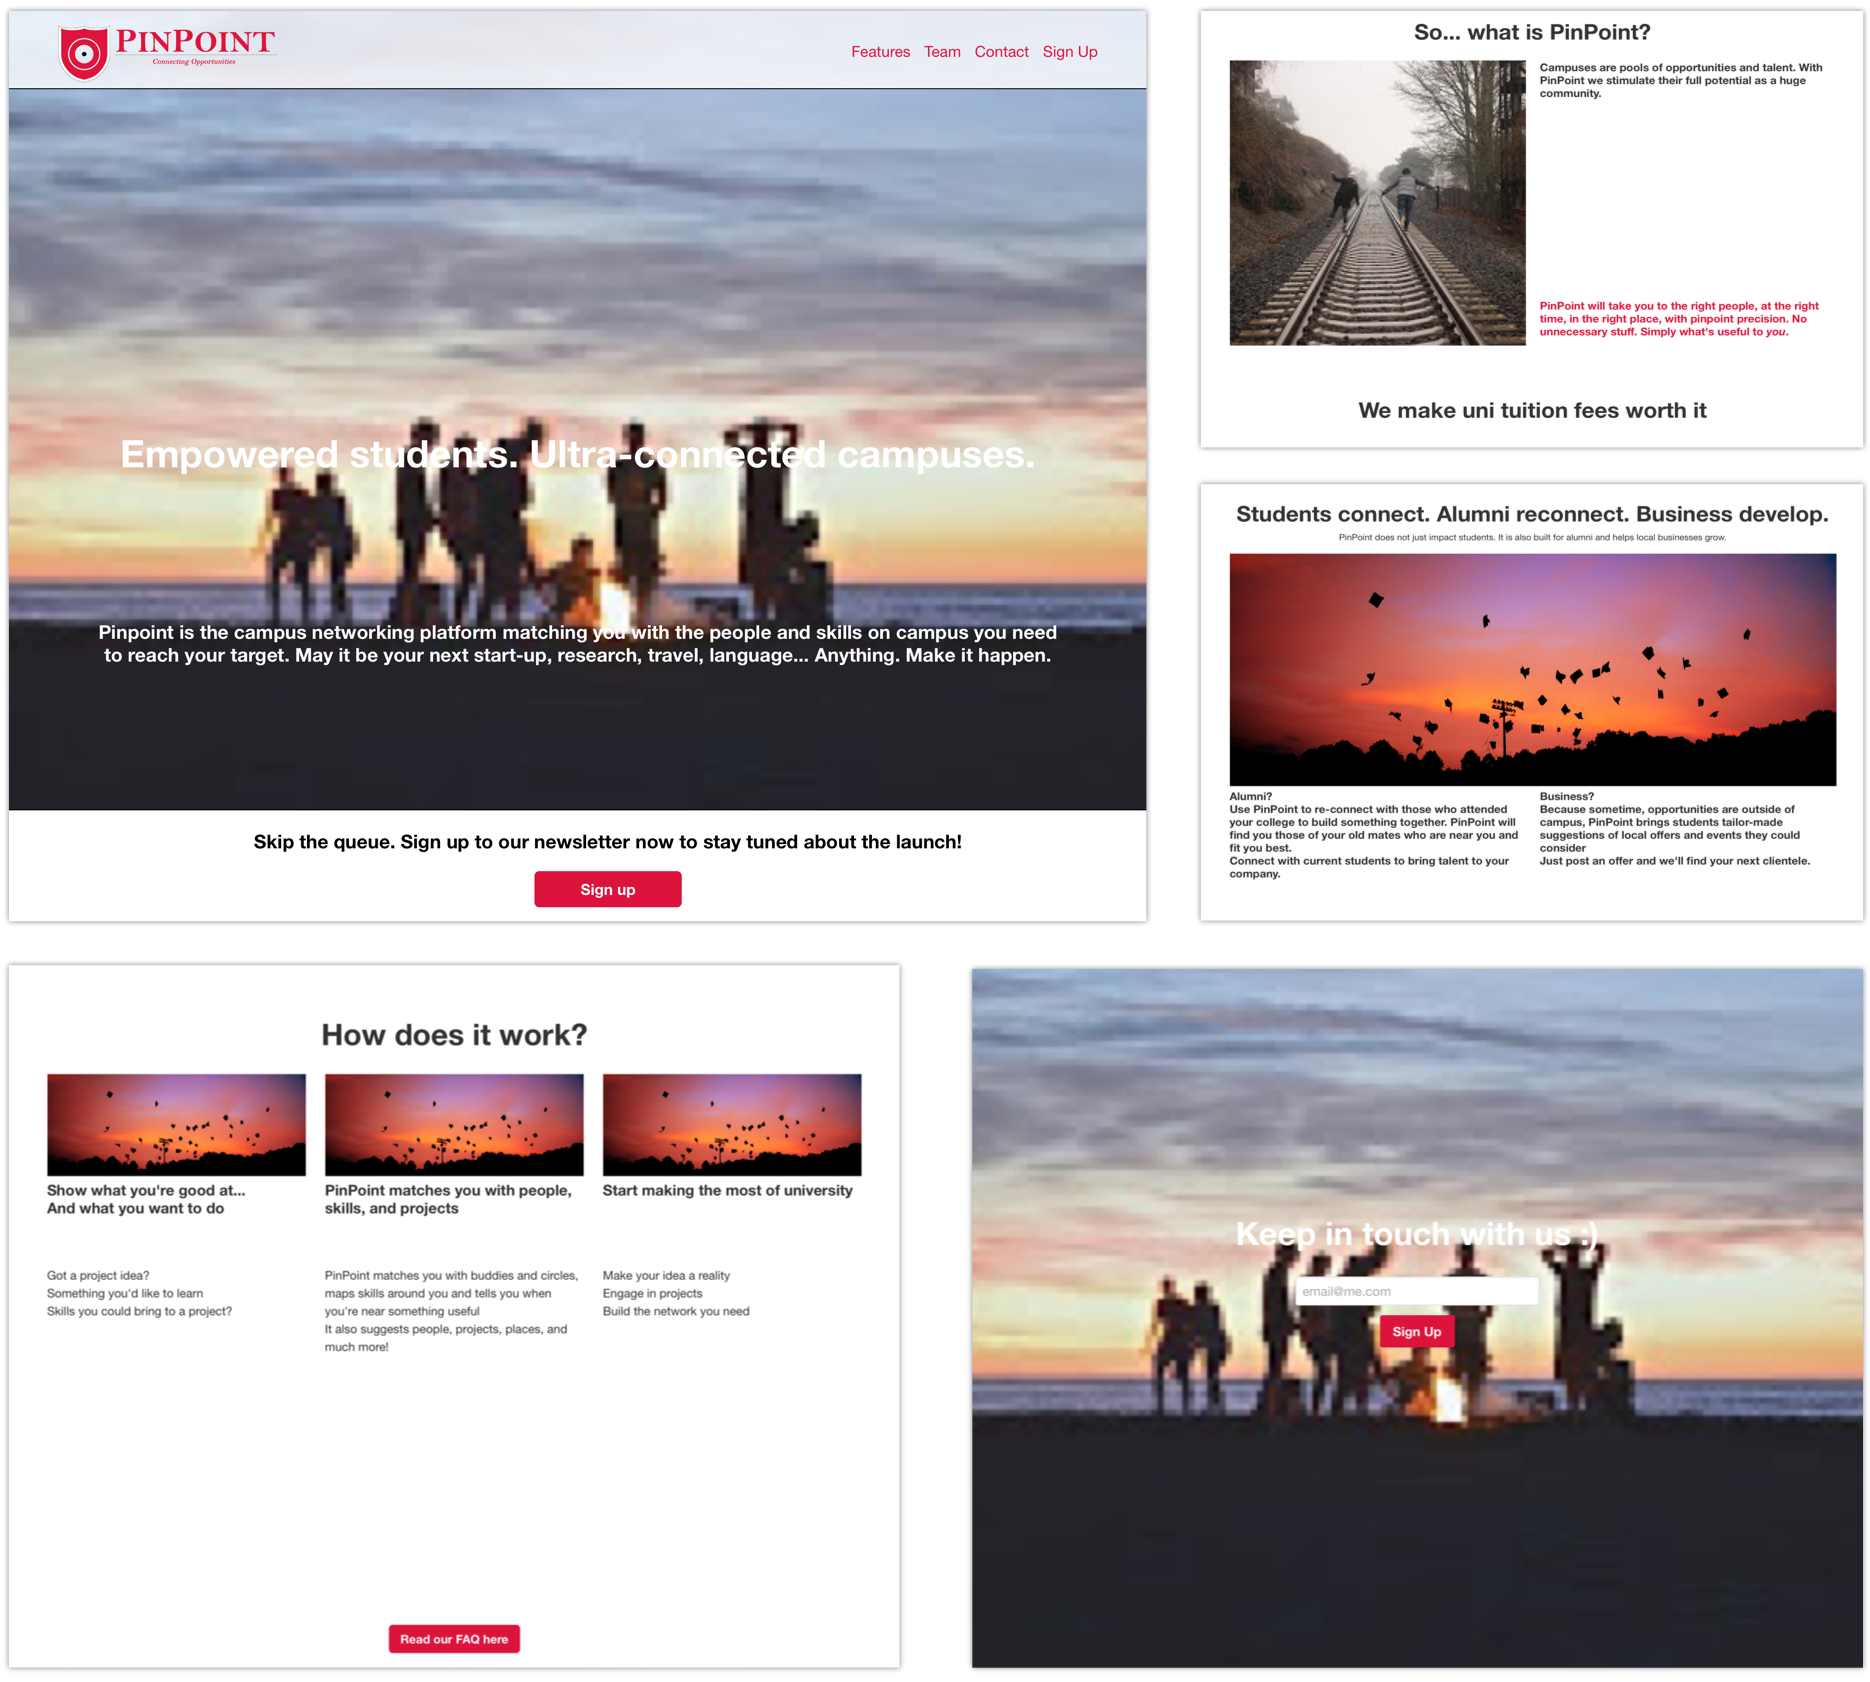 PINPOINT
Connecting Opportunities
Features Team Contact Sign Up
Empowered students. Ultra-connected campuses.
Pinpoint is the campus networking platform matching you with the people and skills on campus you need
to reach your target. May it be your next start-up, research, travel, language... Anything. Make it happen.
Skip the queue. Sign up to our newsletter now to stay tuned about the launch!
Sign up
So... what is PinPoint?
Campuses are pools of opportunities and talent. With
PinPoint we stimulate their full potential as a huge
community.
PinPoint will take you to the right people, at the right
time, in the right place, with pinpoint precision. No
unnecessary stuff. Simply what's useful to you.
We make uni tuition fees worth it
Students connect. Alumni reconnect. Business develop.
PinPoint does not just impact students. It is also built for alumni and helps local businesses grow.
Alumni?
Use PinPoint to re-connect with those who attended
your college to build something together. PinPoint will
find you those of your old mates who are near you and
fit you best.
Connect with current students to bring talent to your
company.
Business?
Because sometime, opportunities are outside of
campus, PinPoint brings students tailor-made
suggestions of local offers and events they could
consider
Just post an offer and we'll find your next clientele.
How does it work?
Show what you're good at...
And what you want to do
Got a project idea?
Something you'd like to learn
Skills you could bring to a project?
PinPoint matches you with people,
skills, and projects
PinPoint matches you with buddies and circles,
maps skills around you and tells you when
you're near something useful
It also suggests people, projects, places, and
much more!
Start making the most of university
Make your idea a reality
Engage in projects
Build the network you need
Read our FAQ here
Keep in touch with us :)
email@me.com
Sign Up